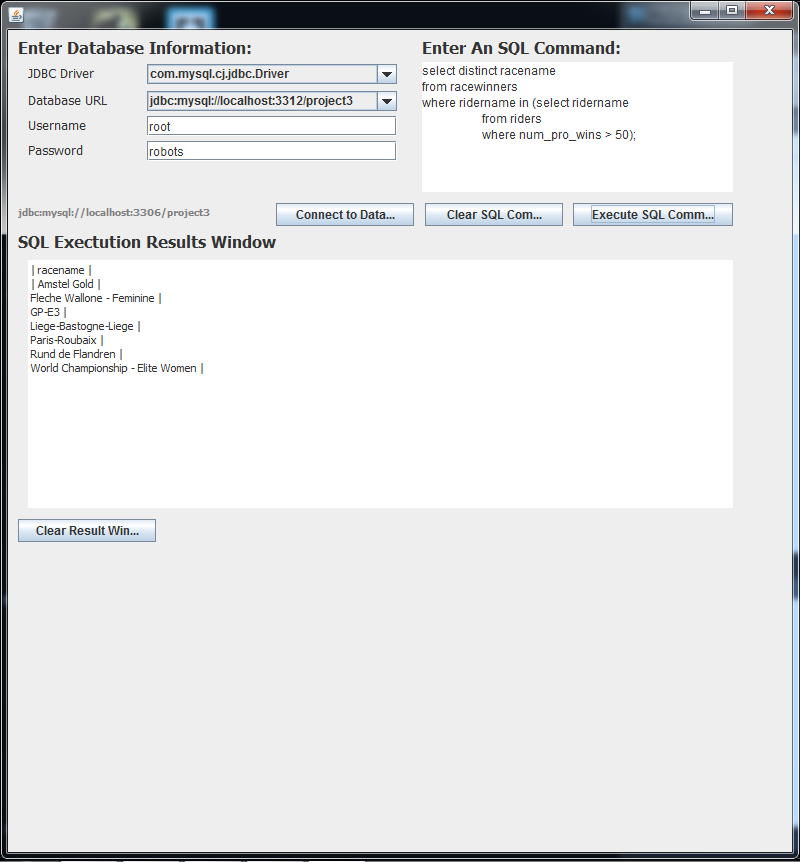 Enter Database Information:
JDBC Driver
com.mysql.cj.jdbc.Driver
Database URL
jdbc:mysql://localhost:3312/project3
Username
root
Password
robots
Enter An SQL Command:
select distinct racename
from racewinners
where ridername in (select ridername
from riders
where num_pro_wins > 50);
jdbc:mysql://localhost:3306/project3
Connect to Data...
Clear SQL Com...
Execute SQL Comm...
SQL Exectution Results Window
| racename |
| Amstel Gold |
Fleche Wallone - Feminine |
GP-E3 |
Liege-Bastogne-Liege |
Paris-Roubaix |
Rund de Flandren |
World Championship - Elite Women |
Clear Result Win...